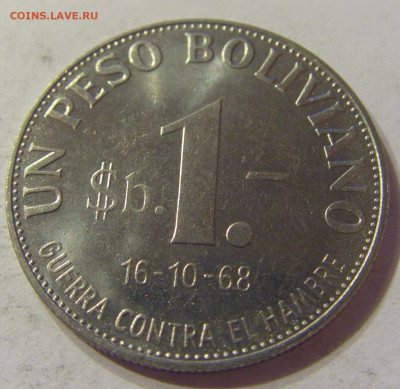 COINS.LAVE.RU
UN PESO BOLIVIANO
$b. 1.-
16-10-68
GUERRA CONTRA EL HAMBRE